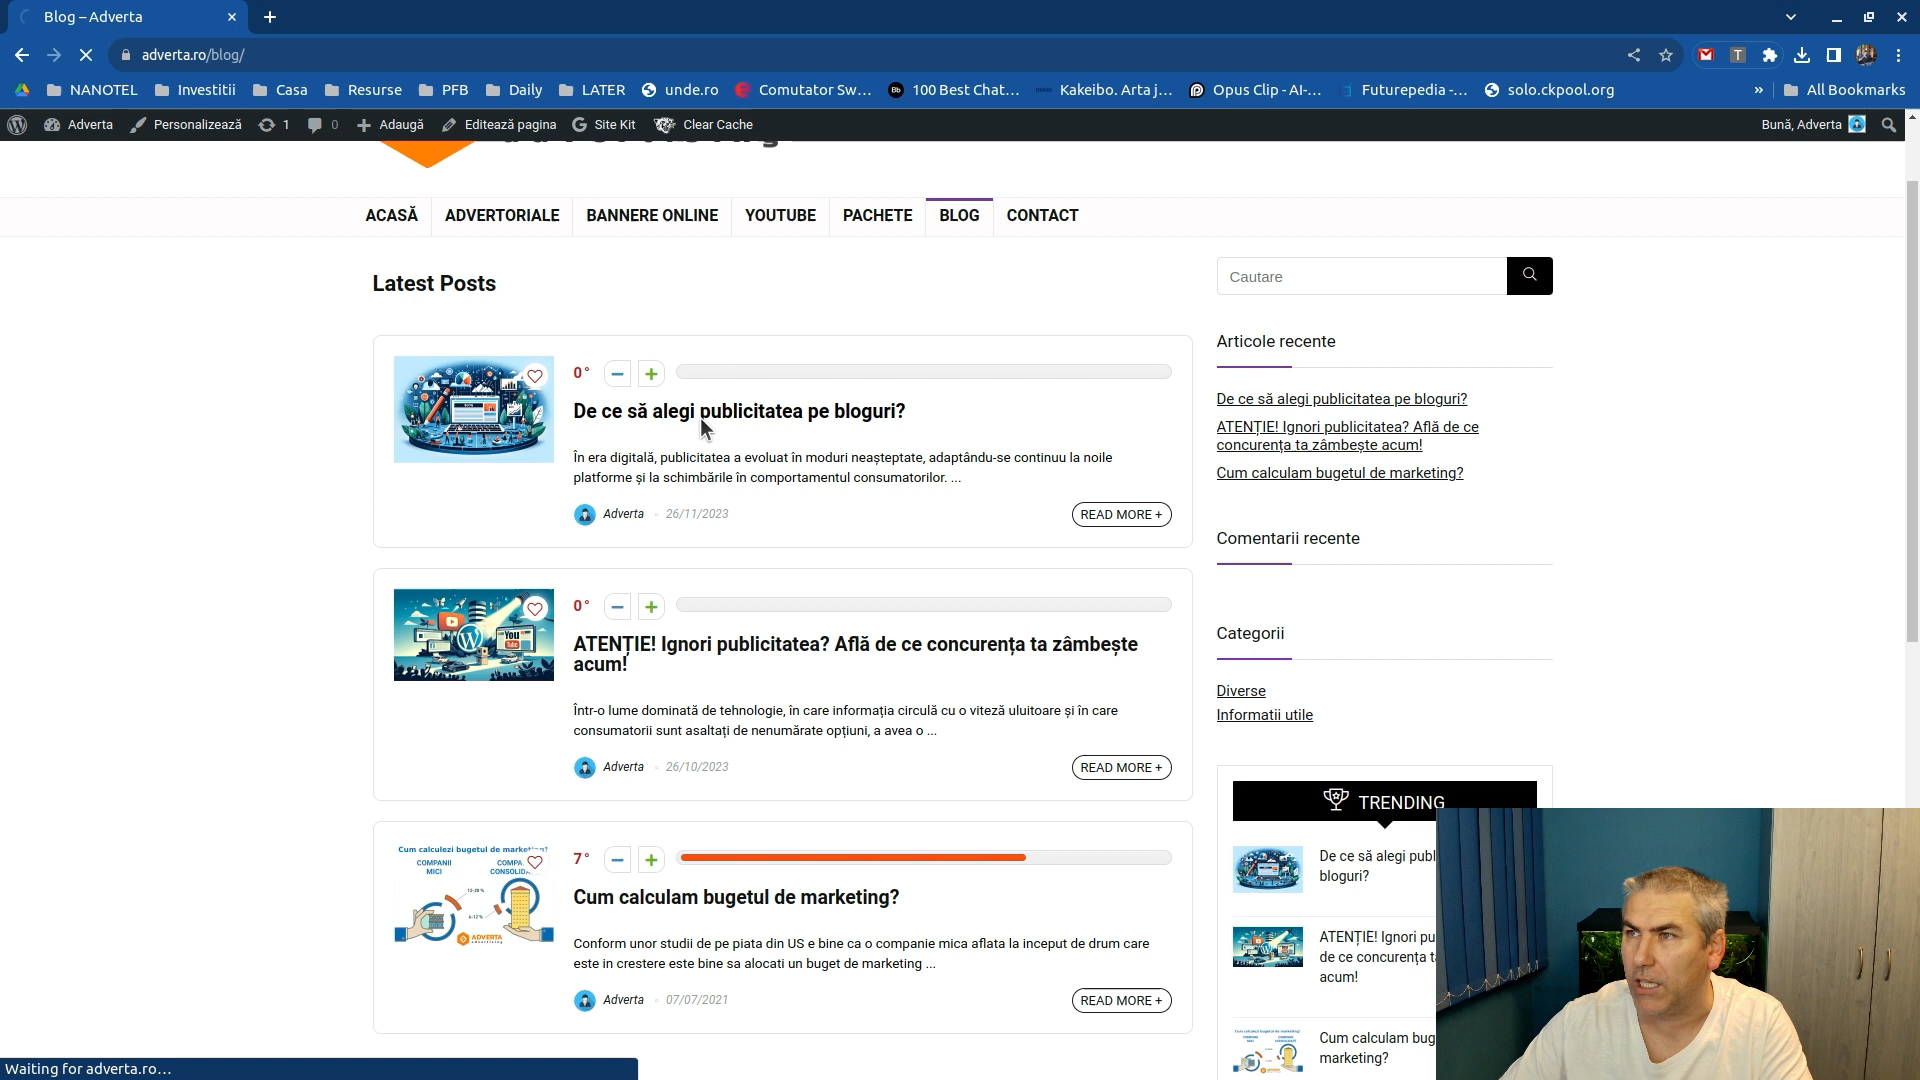 Blog – Adverta
adverta.ro/blog/
NANOTEL Investitii Casa Resurse PFB Daily LATER unde.ro Comutator Sw... 100 Best Chat... Kakeibo. Arta j... Opus Clip - AI-... Futurepedia -... solo.ckpool.org » All Bookmarks
Adverta Personalizează 1 0 Adaugă Editează pagina Site Kit Clear Cache Bună, Adverta
ACASĂ ADVERTORIALE BANNERE ONLINE YOUTUBE PACHETE BLOG CONTACT
Latest Posts
0°
De ce să alegi publicitatea pe bloguri?
În era digitală, publicitatea a evoluat în moduri neașteptate, adaptându-se continuu la noile
platforme și la schimbările în comportamentul consumatorilor. ...
Adverta 26/11/2023
READ MORE +
0°
ATENȚIE! Ignori publicitatea? Află de ce concurența ta zâmbește
acum!
Într-o lume dominată de tehnologie, în care informația circulă cu o viteză uluitoare și în care
consumatorii sunt asaltați de nenumărate opțiuni, a avea o ...
Adverta 26/10/2023
READ MORE +
You
Tube
Cum calculezi bugetul de marketing?
COMPANII
MICI
12-20 %
6-12 %
ADVERTA
7°
Cum calculam bugetul de marketing?
Conform unor studii de pe piata din US e bine ca o companie mica aflata la inceput de drum care
este in crestere este bine sa alocati un buget de marketing ...
Adverta 07/07/2021
READ MORE +
Cautare
Articole recente
De ce să alegi publicitatea pe bloguri?
ATENȚIE! Ignori publicitatea? Află de ce
concurența ta zâmbește acum!
Cum calculam bugetul de marketing?
Comentarii recente
Categorii
Diverse
Informatii utile
TRENDING
De ce să alegi publ
bloguri?
ATENȚIE! Ignori pu
de ce concurența t
acum!
Cum calculam bug
marketing?
Waiting for adverta.ro...